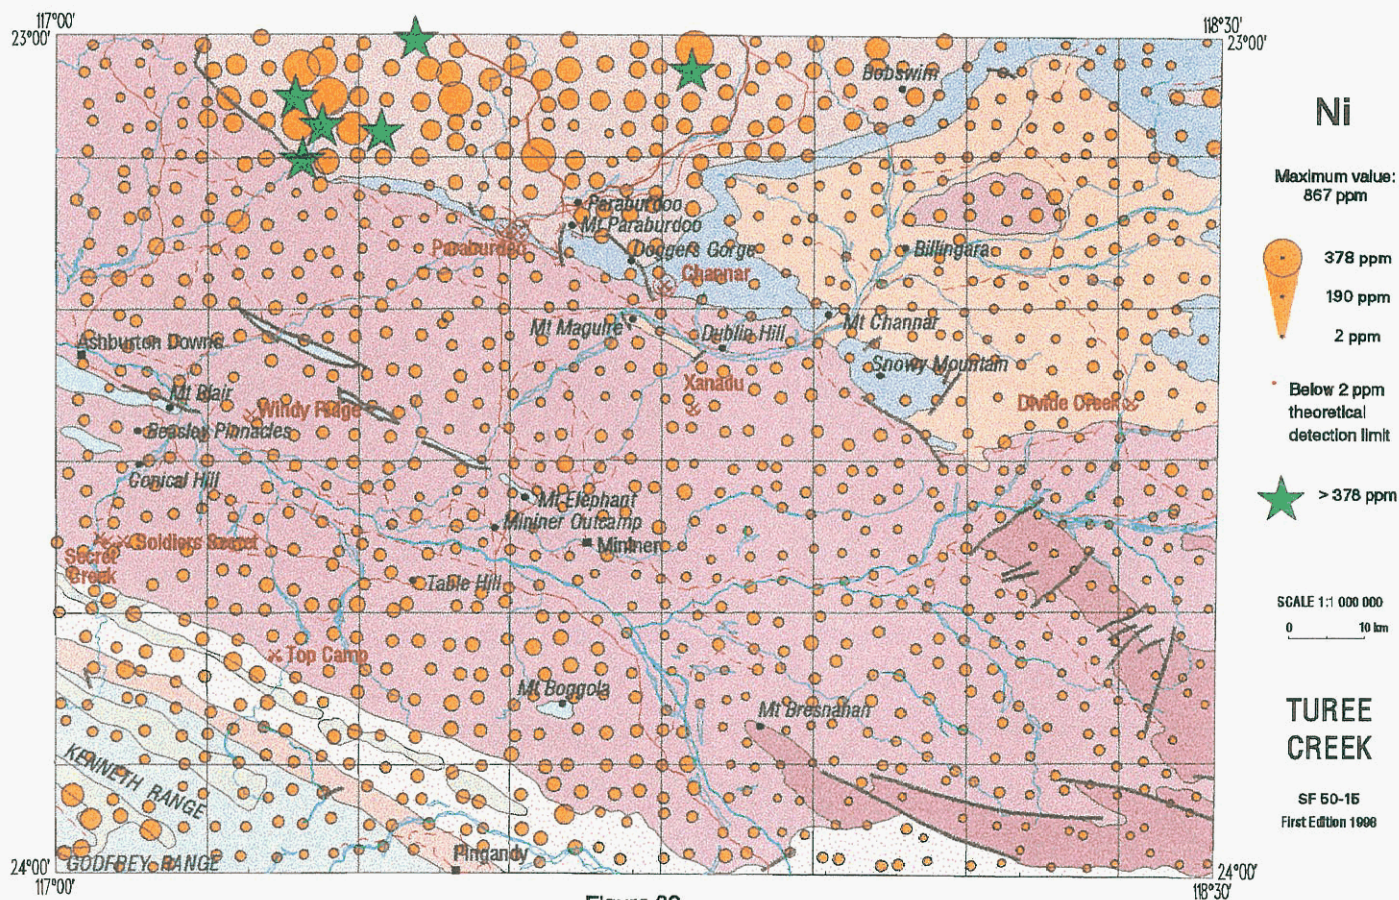 117°00'
118°30'
23°00'
23°00'
Bobswim
Ni
Maximum value:
867 ppm
Paraburdoo
Mt Paraburdoo
Paraburdoo
Doggers Gorge
Billingara
378 ppm
Channar
190 ppm
Mt Maguire
Dublin Hill
Mt Channar
2 ppm
Ashburton Downs
Snowy Mountain
Xanadu
Below 2 ppm
theoretical
detection limit
Mt Blair
Windy Ridge
Divide Creek
Beasley Pinnacles
Conical Hill
Mt Elephant
> 378 ppm
Mininer Outcamp
Soldiers Secret
Mininer
Secret
Creek
Table Hill
SCALE 1:1 000 000
0 10 km
Top Camp
Mt Boggola
Mt Bresnahan
TUREE
CREEK
KENNETH RANGE
SF 50-15
First Edition 1998
Pingandy
GODFREY RANGE
24°00'
24°00'
117°00'
118°30'